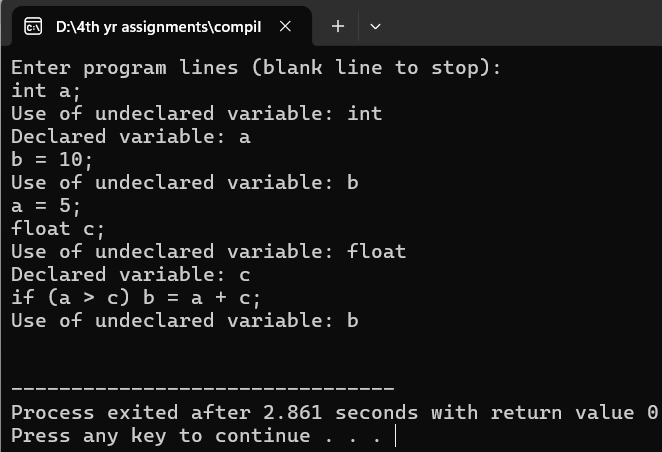 D:\4th yr assignments\compil
Enter program lines (blank line to stop):
int a;
Use of undeclared variable: int
Declared variable: a
b = 10;
Use of undeclared variable: b
a = 5;
float c;
Use of undeclared variable: float
Declared variable: c
if (a > c) b = a + c;
Use of undeclared variable: b
--------------------------------
Process exited after 2.861 seconds with return value 0
Press any key to continue . . .